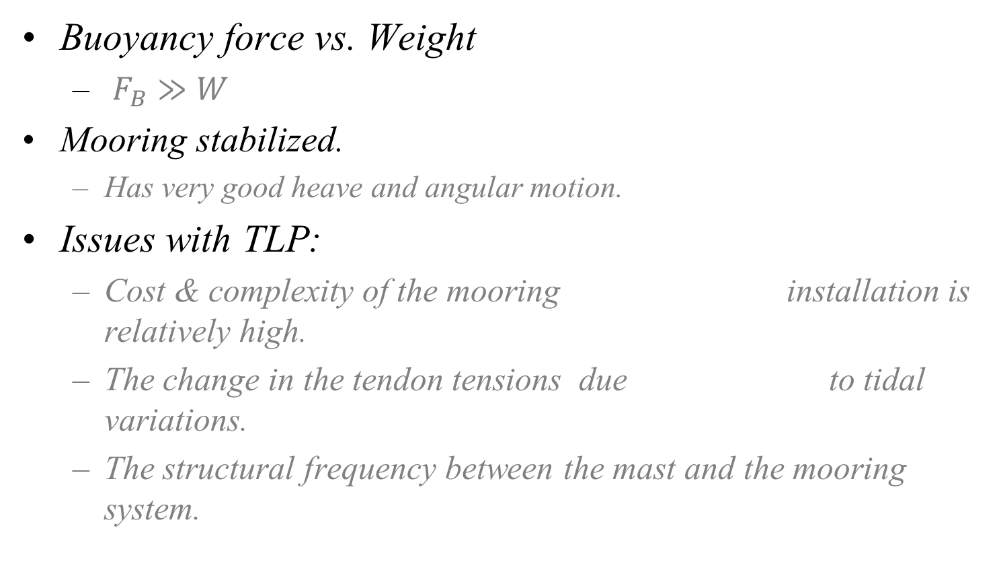 • Buoyancy force vs. Weight
– F_B ≫ W
• Mooring stabilized.
– Has very good heave and angular motion.
• Issues with TLP:
– Cost & complexity of the mooring installation is
relatively high.
– The change in the tendon tensions due to tidal
variations.
– The structural frequency between the mast and the mooring
system.